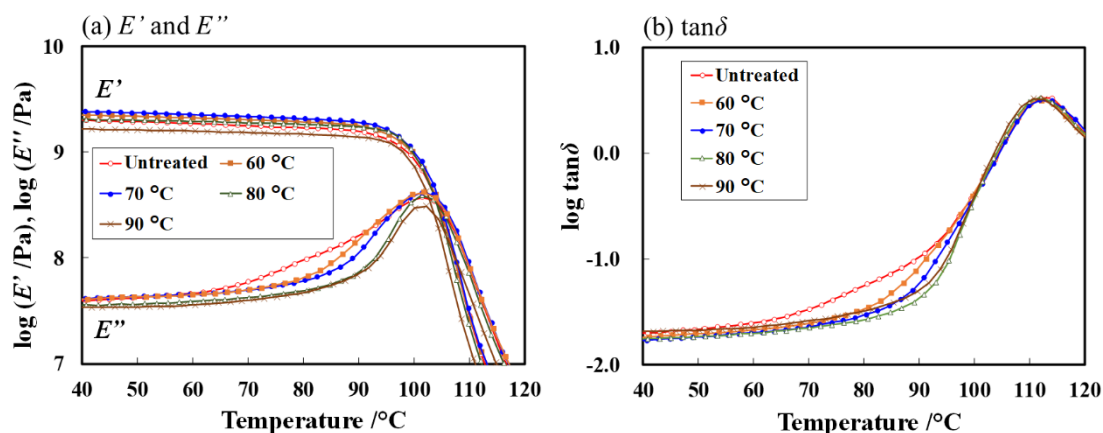 (a) E' and E''
10
9
8
7
log (E' /Pa), log (E'' /Pa)
E'
Untreated
60 °C
70 °C
80 °C
90 °C
E''
40 50 60 70 80 90 100 110 120
Temperature /°C
(b) tanδ
1.0
0.0
-1.0
-2.0
log tanδ
Untreated
60 °C
70 °C
80 °C
90 °C
40 50 60 70 80 90 100 110 120
Temperature /°C